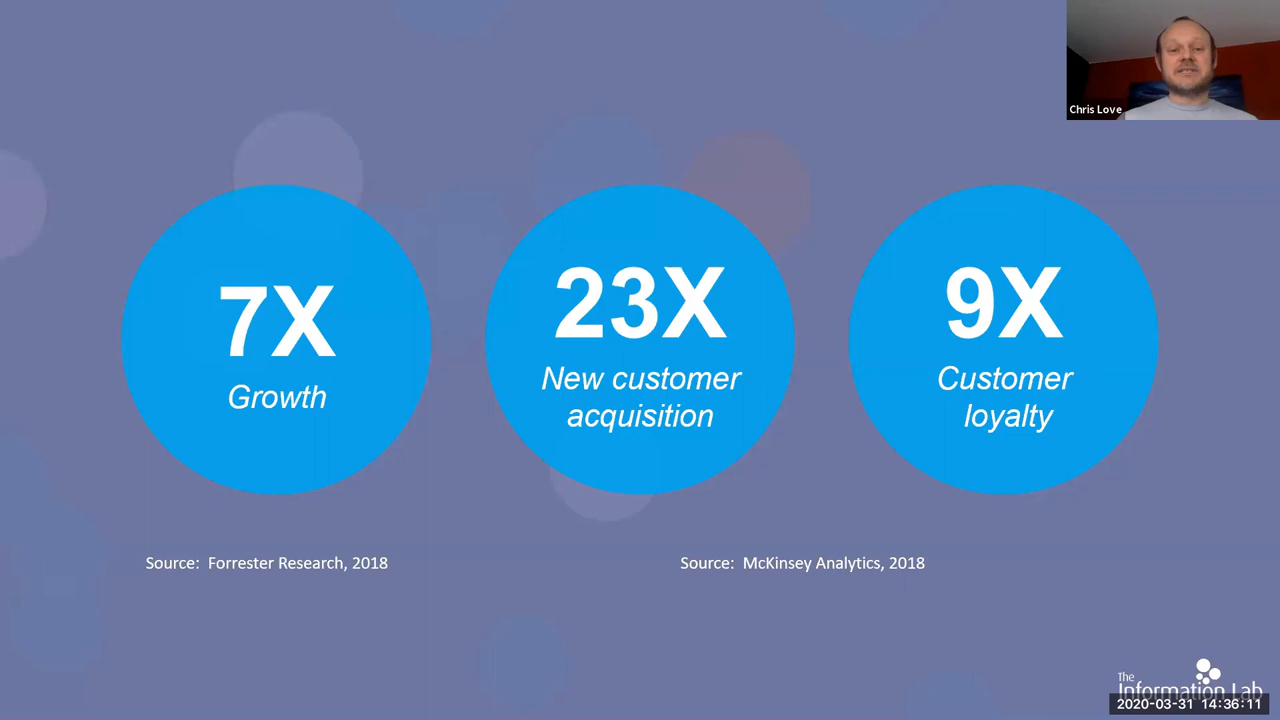 Chris Love
7X
Growth
23X
New customer
acquisition
9X
Customer
loyalty
Source: Forrester Research, 2018
Source: McKinsey Analytics, 2018
The
Information Lab
2020-03-31 14:36:11